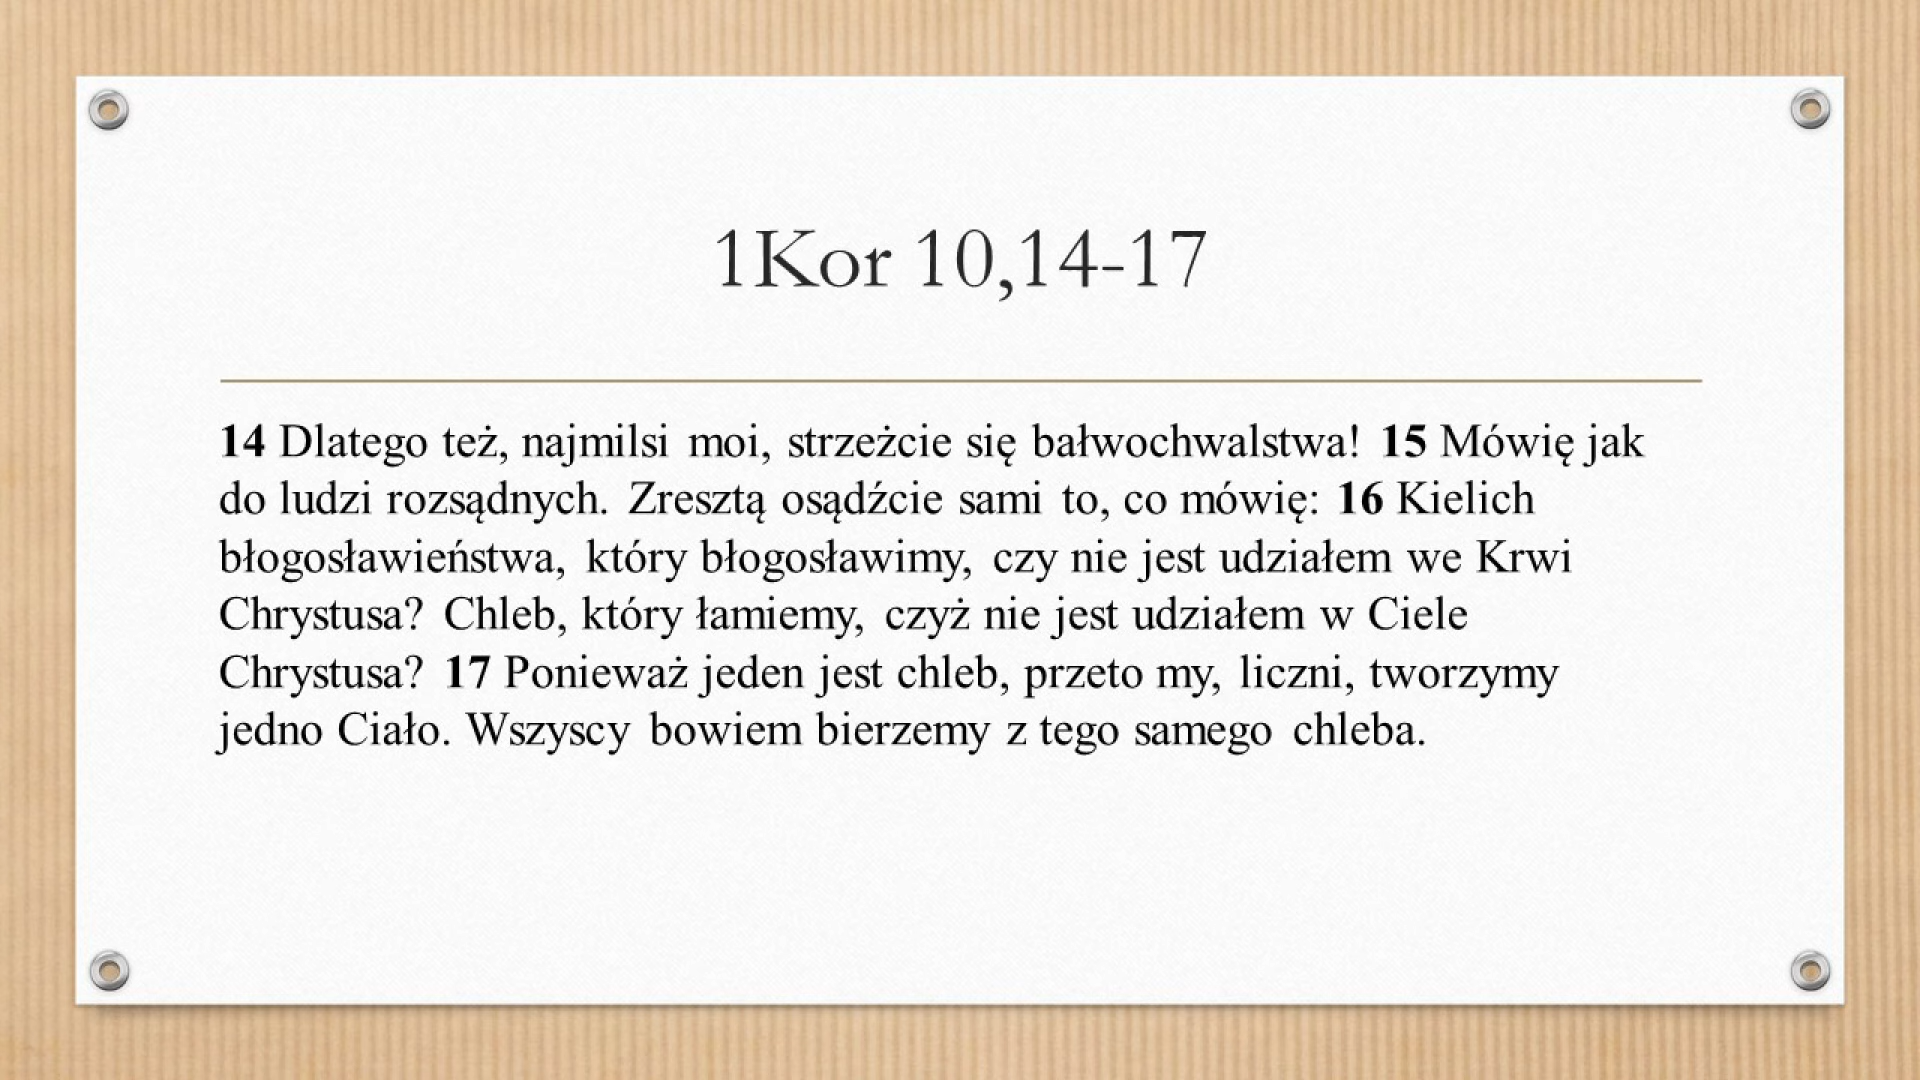 1Kor 10,14-17
14 Dlatego też, najmilsi moi, strzeżcie się bałwochwalstwa! 15 Mówię jak
do ludzi rozsądnych. Zresztą osądźcie sami to, co mówię: 16 Kielich
błogosławieństwa, który błogosławimy, czy nie jest udziałem we Krwi
Chrystusa? Chleb, który łamiemy, czyż nie jest udziałem w Ciele
Chrystusa? 17 Ponieważ jeden jest chleb, przeto my, liczni, tworzymy
jedno Ciało. Wszyscy bowiem bierzemy z tego samego chleba.